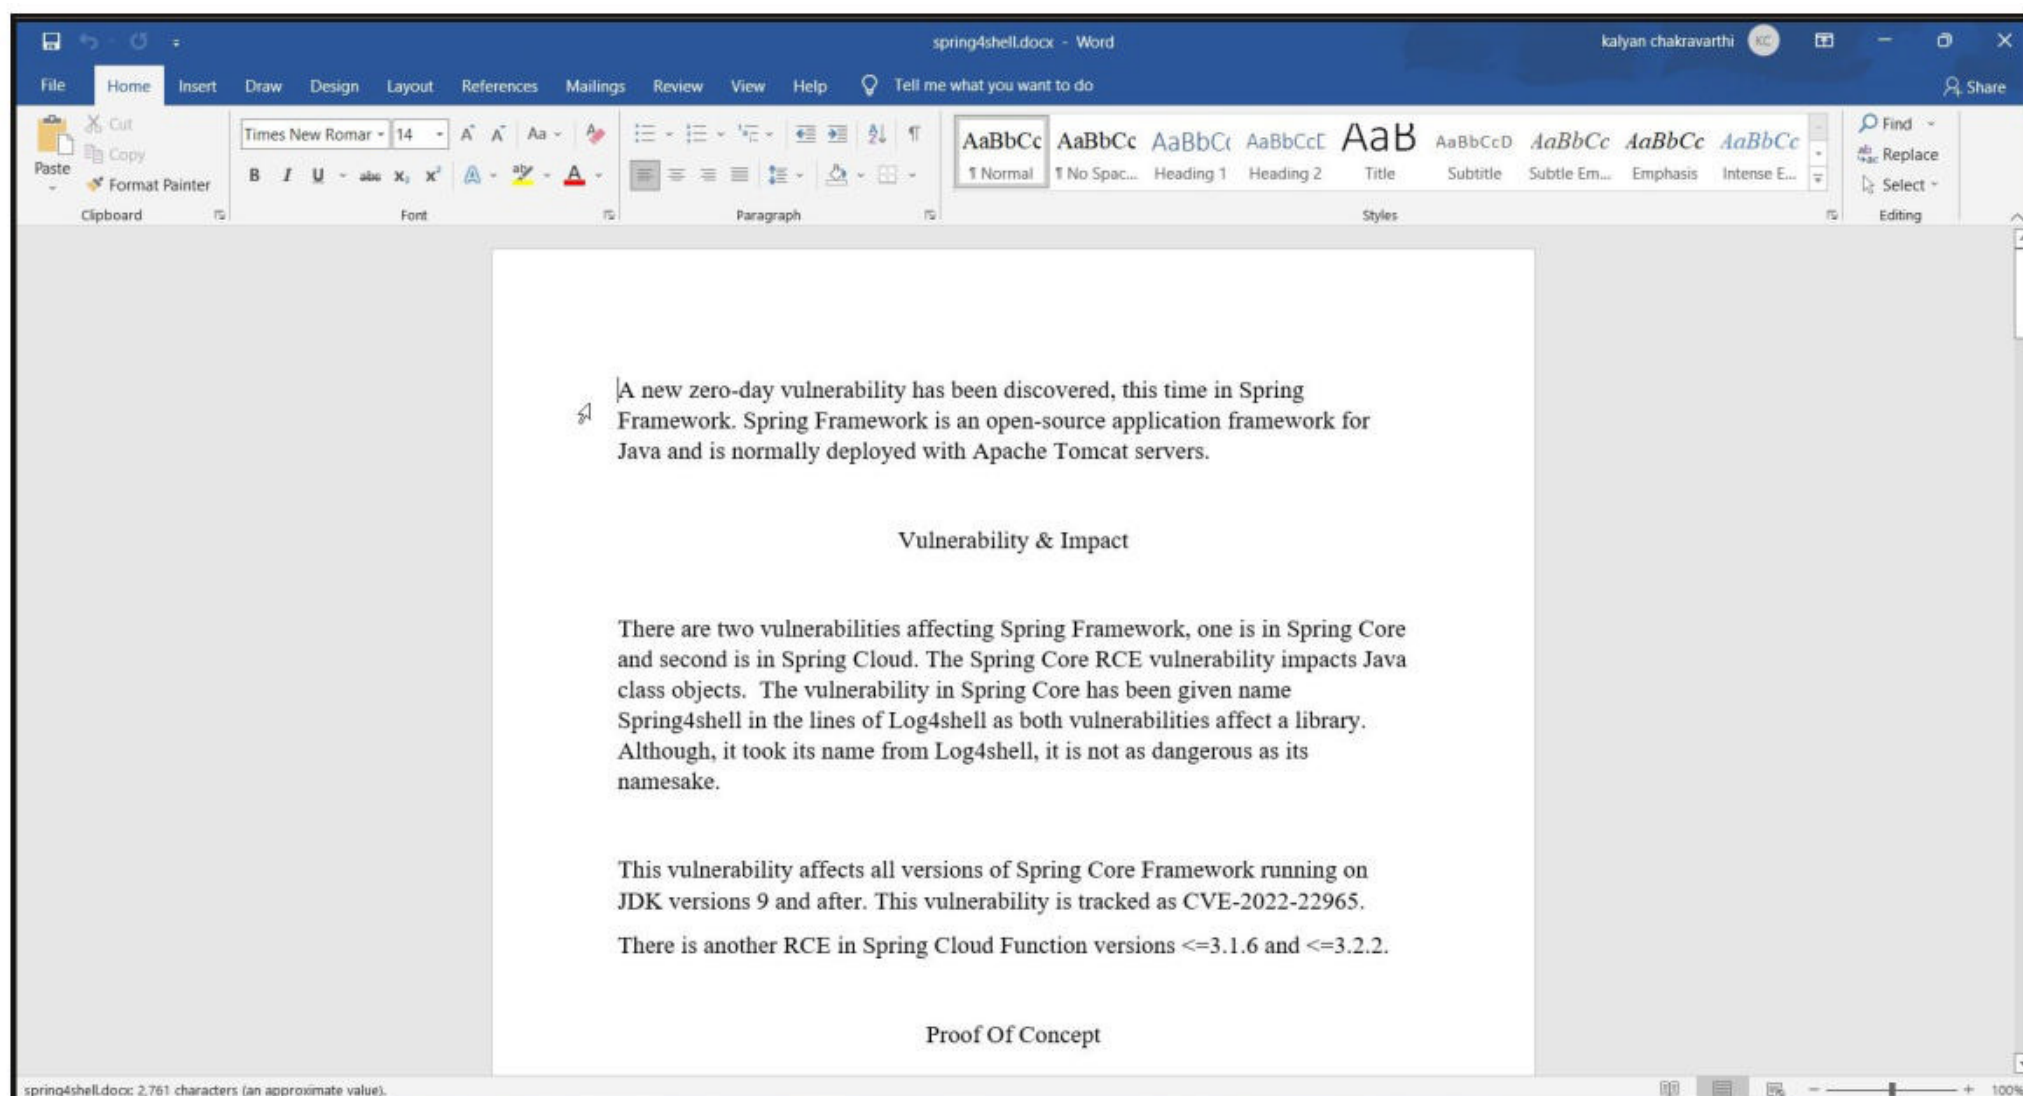 spring4shell.docx - Word
kalyan chakravarthi KC
File Home Insert Draw Design Layout References Mailings Review View Help Tell me what you want to do Share
Paste
Cut
Copy
Format Painter
Clipboard
Times New Romar 14
Font
Paragraph
AaBbCc AaBbCc AaBbC( AaBbCcE AaB AaBbCcD AaBbCc AaBbCc AaBbCc
¶ Normal ¶ No Spac... Heading 1 Heading 2 Title Subtitle Subtle Em... Emphasis Intense E...
Styles
Find
Replace
Select
Editing
A new zero-day vulnerability has been discovered, this time in Spring
Framework. Spring Framework is an open-source application framework for
Java and is normally deployed with Apache Tomcat servers.
Vulnerability & Impact
There are two vulnerabilities affecting Spring Framework, one is in Spring Core
and second is in Spring Cloud. The Spring Core RCE vulnerability impacts Java
class objects.  The vulnerability in Spring Core has been given name
Spring4shell in the lines of Log4shell as both vulnerabilities affect a library.
Although, it took its name from Log4shell, it is not as dangerous as its
namesake.
This vulnerability affects all versions of Spring Core Framework running on
JDK versions 9 and after. This vulnerability is tracked as CVE-2022-22965.
There is another RCE in Spring Cloud Function versions <=3.1.6 and <=3.2.2.
Proof Of Concept
spring4shell.docx: 2,761 characters (an approximate value).
100%